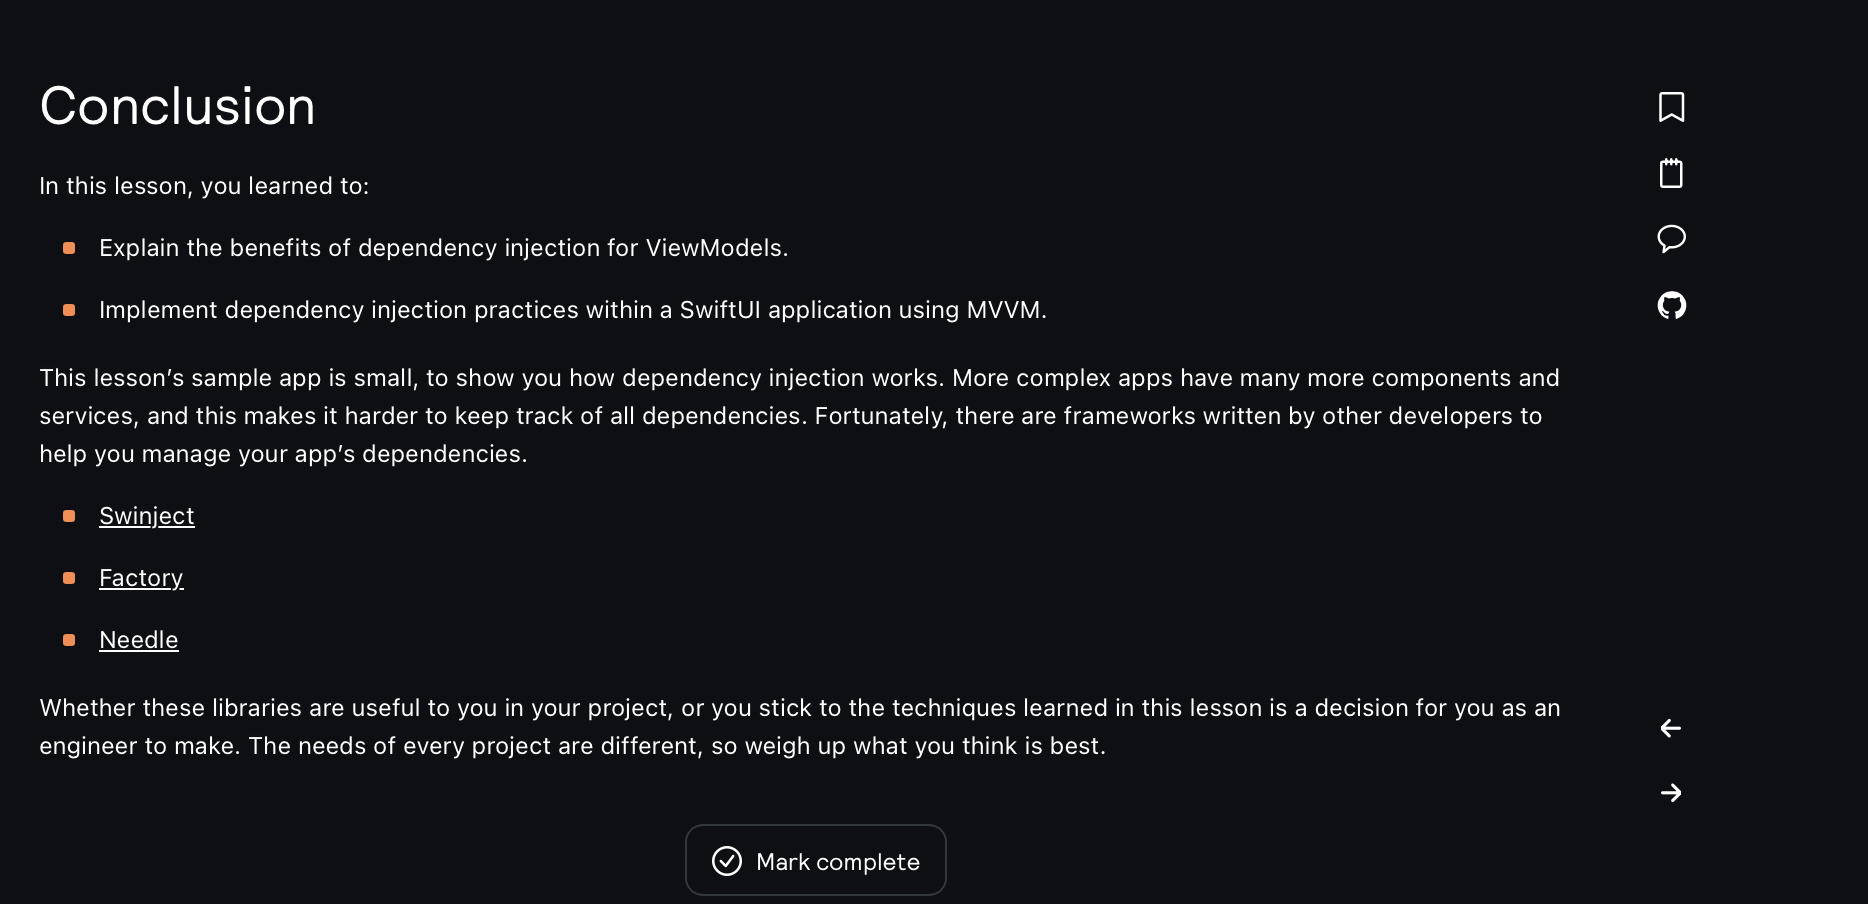 Conclusion
In this lesson, you learned to:
Explain the benefits of dependency injection for ViewModels.
Implement dependency injection practices within a SwiftUI application using MVVM.
This lesson’s sample app is small, to show you how dependency injection works. More complex apps have many more components and
services, and this makes it harder to keep track of all dependencies. Fortunately, there are frameworks written by other developers to
help you manage your app’s dependencies.
Swinject
Factory
Needle
Whether these libraries are useful to you in your project, or you stick to the techniques learned in this lesson is a decision for you as an
engineer to make. The needs of every project are different, so weigh up what you think is best.
Mark complete